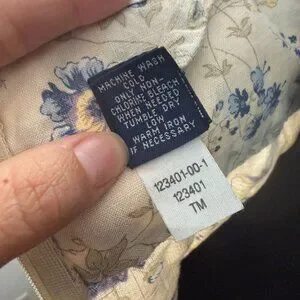 MACHINE WASH
COLD
ONLY NON-
CHLORINE BLEACH
WHEN NEEDED
TUMBLE DRY
LOW
WARM IRON
IF NECESSARY
123401-00-1
123401
TM